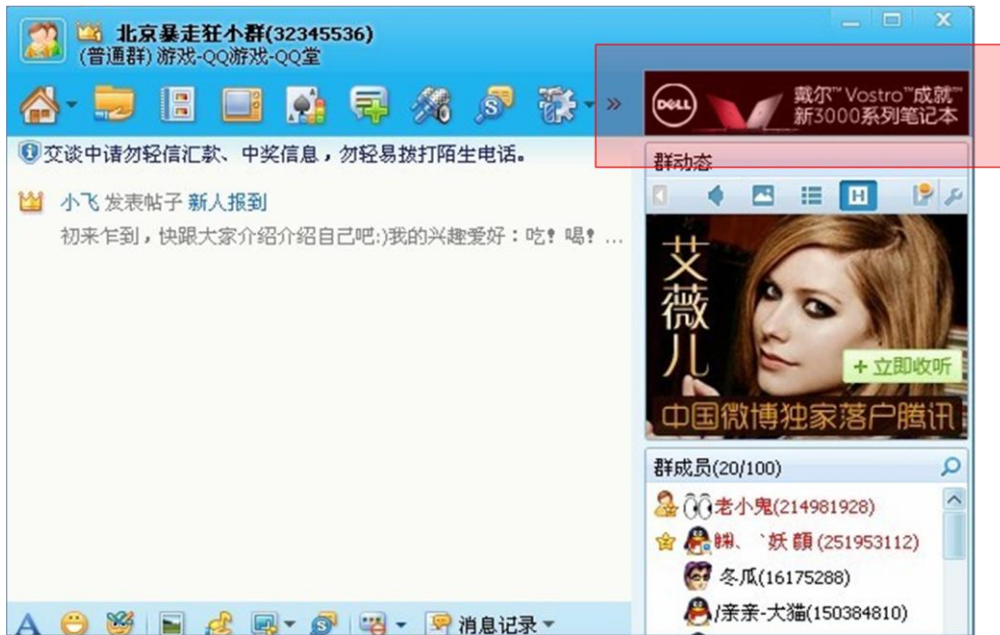 北京暴走狂小群(32345536)
(普通群) 游戏-QQ游戏-QQ堂
DELL
戴尔™ Vostro™成就™
新3000系列笔记本
交谈中请勿轻信汇款、中奖信息，勿轻易拨打陌生电话。
群动态
小飞 发表帖子 新人报到
初来乍到，快跟大家介绍介绍自己吧:)我的兴趣爱好：吃！喝！...
艾薇儿
+ 立即收听
中国微博独家落户腾讯
群成员(20/100)
老小鬼(214981928)
、`妖 顔 (251953112)
冬瓜(16175288)
/亲亲-大猫(150384810)
消息记录